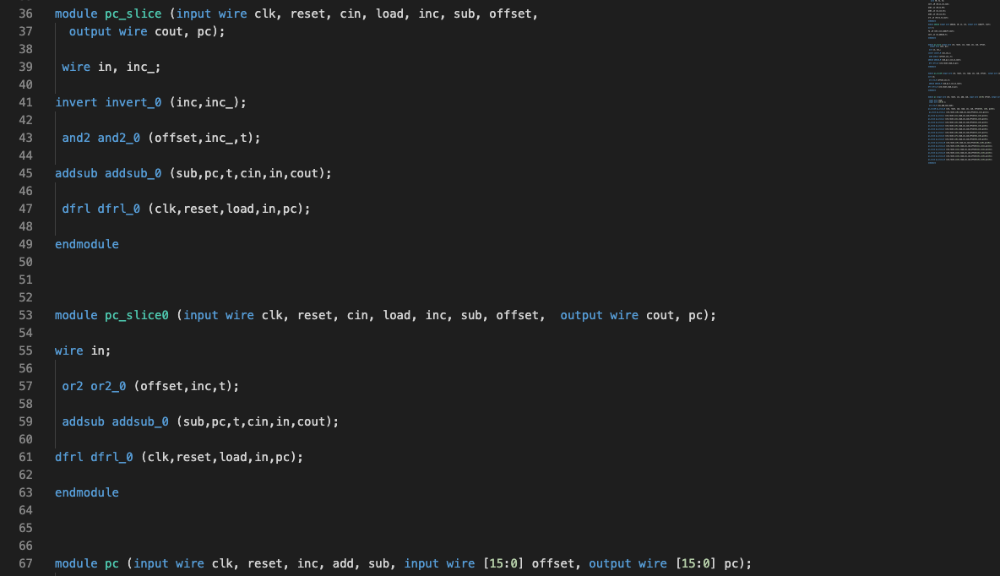 36 module pc_slice (input wire clk, reset, cin, load, inc, sub, offset,
37 output wire cout, pc);
38
39 wire in, inc_;
40
41 invert invert_0 (inc,inc_);
42
43 and2 and2_0 (offset,inc_,t);
44
45 addsub addsub_0 (sub,pc,t,cin,in,cout);
46
47 dfrl dfrl_0 (clk,reset,load,in,pc);
48
49 endmodule
50
51
52
53 module pc_slice0 (input wire clk, reset, cin, load, inc, sub, offset,  output wire cout, pc);
54
55 wire in;
56
57 or2 or2_0 (offset,inc,t);
58
59 addsub addsub_0 (sub,pc,t,cin,in,cout);
60
61 dfrl dfrl_0 (clk,reset,load,in,pc);
62
63 endmodule
64
65
66
67 module pc (input wire clk, reset, inc, add, sub, input wire [15:0] offset, output wire [15:0] pc);